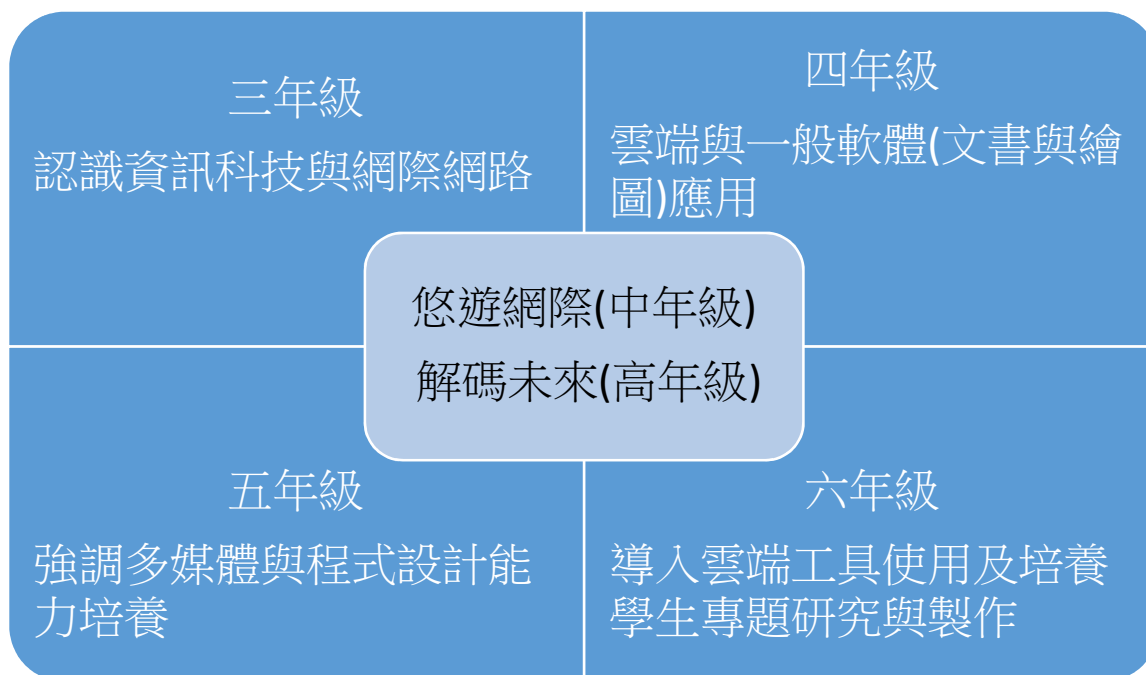 三年級
認識資訊科技與網際網路
四年級
雲端與一般軟體(文書與繪
圖)應用
悠遊網際(中年級)
解碼未來(高年級)
五年級
強調多媒體與程式設計能
力培養
六年級
導入雲端工具使用及培養
學生專題研究與製作